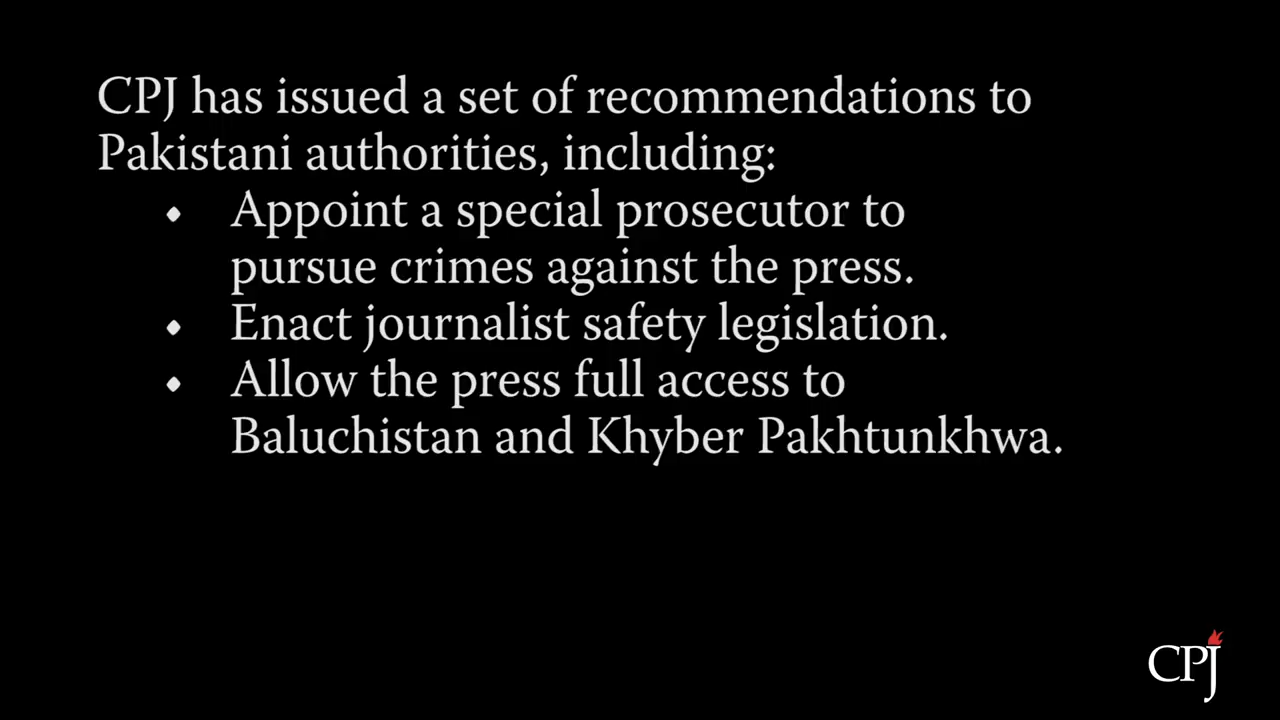 CPJ has issued a set of recommendations to
Pakistani authorities, including:
• Appoint a special prosecutor to
pursue crimes against the press.
• Enact journalist safety legislation.
• Allow the press full access to
Baluchistan and Khyber Pakhtunkhwa.
CPJ